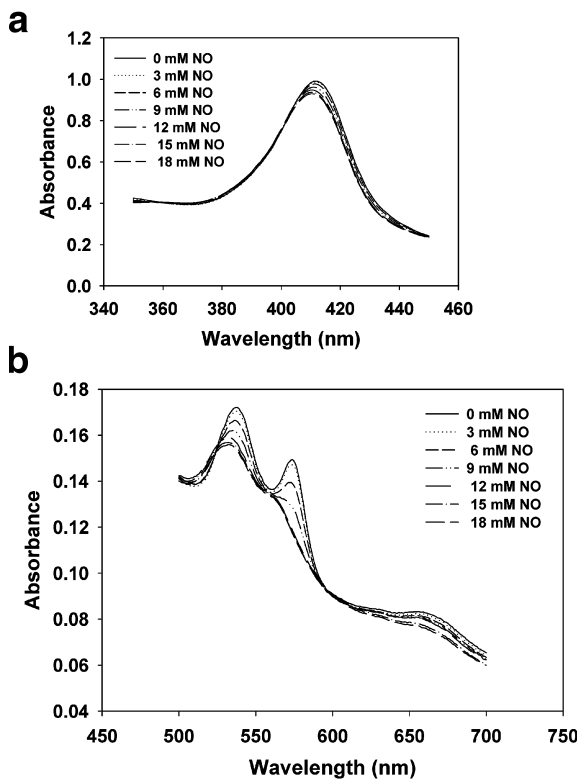 a
1.2
1.0
0.8
0.6
0.4
0.2
0.0
Absorbance
0 mM NO
3 mM NO
6 mM NO
9 mM NO
12 mM NO
15 mM NO
18 mM NO
340 360 380 400 420 440 460
Wavelength (nm)
b
0.18
0.16
0.14
0.12
0.10
0.08
0.06
0.04
Absorbance
0 mM NO
3 mM NO
6 mM NO
9 mM NO
12 mM NO
15 mM NO
18 mM NO
450 500 550 600 650 700 750
Wavelength (nm)